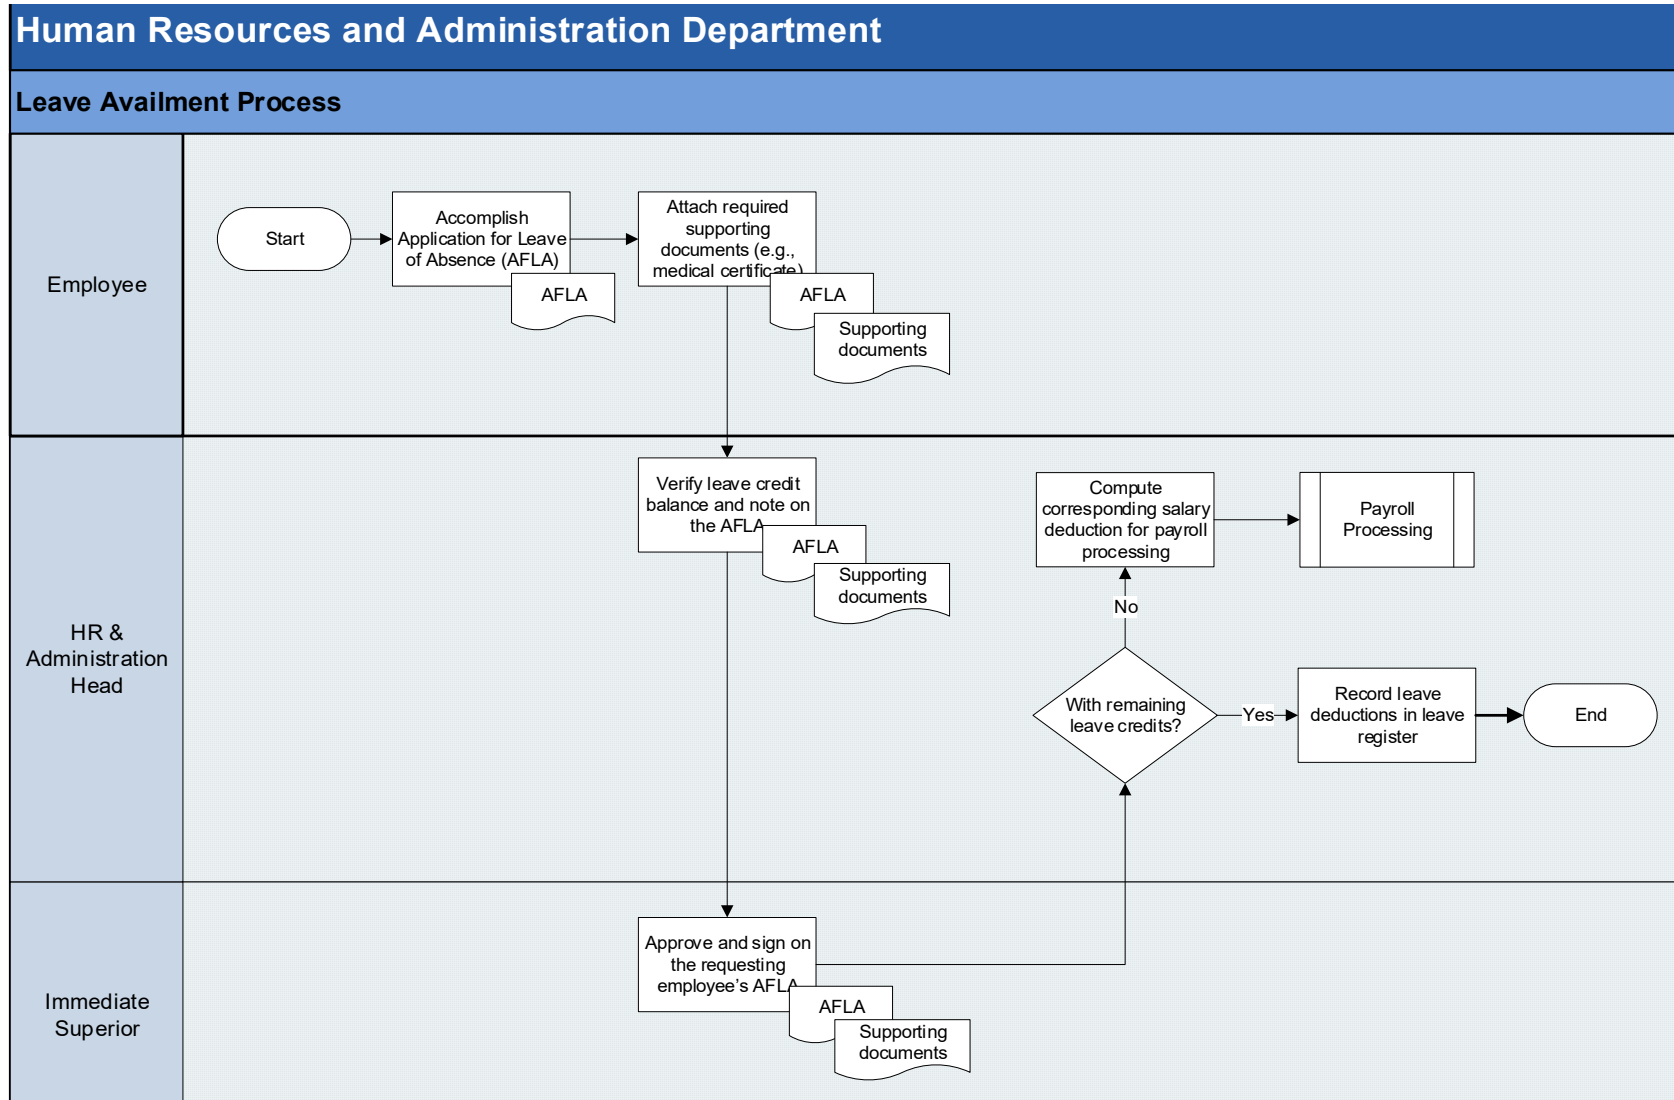 Human Resources and Administration Department
Leave Availment Process
Employee
Start
Accomplish
Application for Leave
of Absence (AFLA)
AFLA
Attach required
supporting
documents (e.g.,
medical certificate)
AFLA
Supporting
documents
HR &
Administration
Head
Verify leave credit
balance and note on
the AFLA
AFLA
Supporting
documents
Compute
corresponding salary
deduction for payroll
processing
Payroll
Processing
No
With remaining
leave credits?
Yes
Record leave
deductions in leave
register
End
Immediate
Superior
Approve and sign on
the requesting
employee’s AFLA
AFLA
Supporting
documents